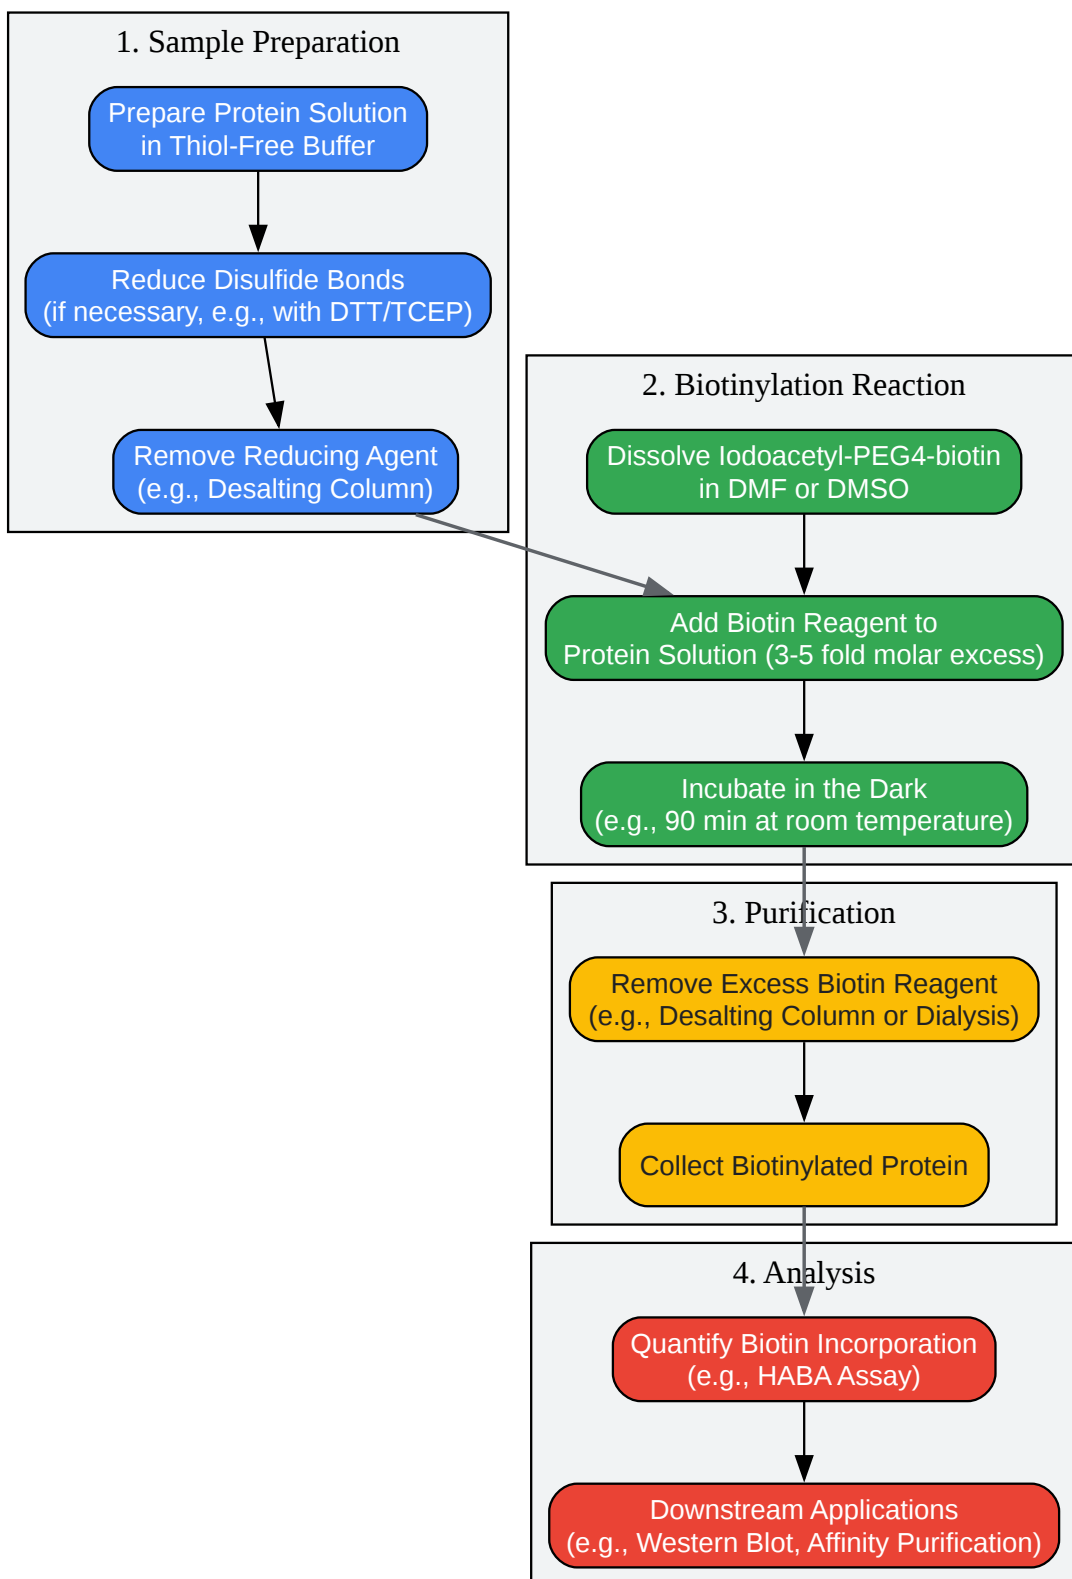 1. Sample Preparation
Prepare Protein Solution
in Thiol-Free Buffer
Reduce Disulfide Bonds
(if necessary, e.g., with DTT/TCEP)
Remove Reducing Agent
(e.g., Desalting Column)
2. Biotinylation Reaction
Dissolve Iodoacetyl-PEG4-biotin
in DMF or DMSO
Add Biotin Reagent to
Protein Solution (3-5 fold molar excess)
Incubate in the Dark
(e.g., 90 min at room temperature)
3. Purification
Remove Excess Biotin Reagent
(e.g., Desalting Column or Dialysis)
Collect Biotinylated Protein
4. Analysis
Quantify Biotin Incorporation
(e.g., HABA Assay)
Downstream Applications
(e.g., Western Blot, Affinity Purification)